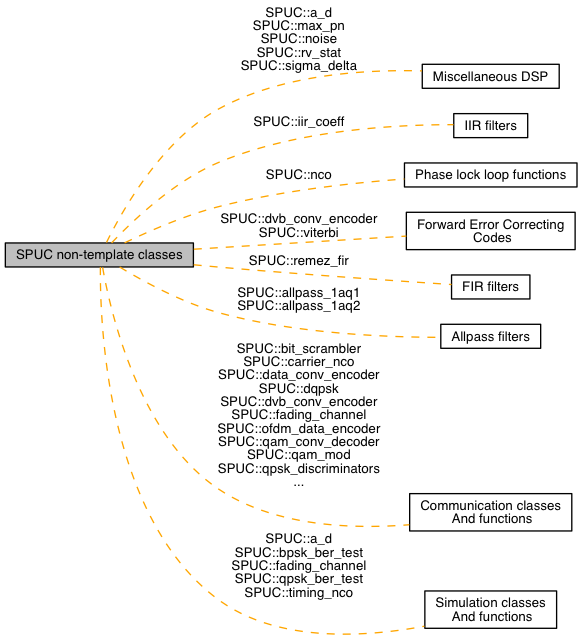 SPUC::a_d
SPUC::max_pn
SPUC::noise
SPUC::rv_stat
SPUC::sigma_delta
Miscellaneous DSP
SPUC::iir_coeff
IIR filters
SPUC::nco
Phase lock loop functions
SPUC::dvb_conv_encoder
SPUC::viterbi
Forward Error Correcting
Codes
SPUC non-template classes
SPUC::remez_fir
FIR filters
SPUC::allpass_1aq1
SPUC::allpass_1aq2
Allpass filters
SPUC::bit_scrambler
SPUC::carrier_nco
SPUC::data_conv_encoder
SPUC::dqpsk
SPUC::dvb_conv_encoder
SPUC::fading_channel
SPUC::ofdm_data_encoder
SPUC::qam_conv_decoder
SPUC::qam_mod
SPUC::qpsk_discriminators
...
Communication classes
And functions
SPUC::a_d
SPUC::bpsk_ber_test
SPUC::fading_channel
SPUC::qpsk_ber_test
SPUC::timing_nco
Simulation classes
And functions